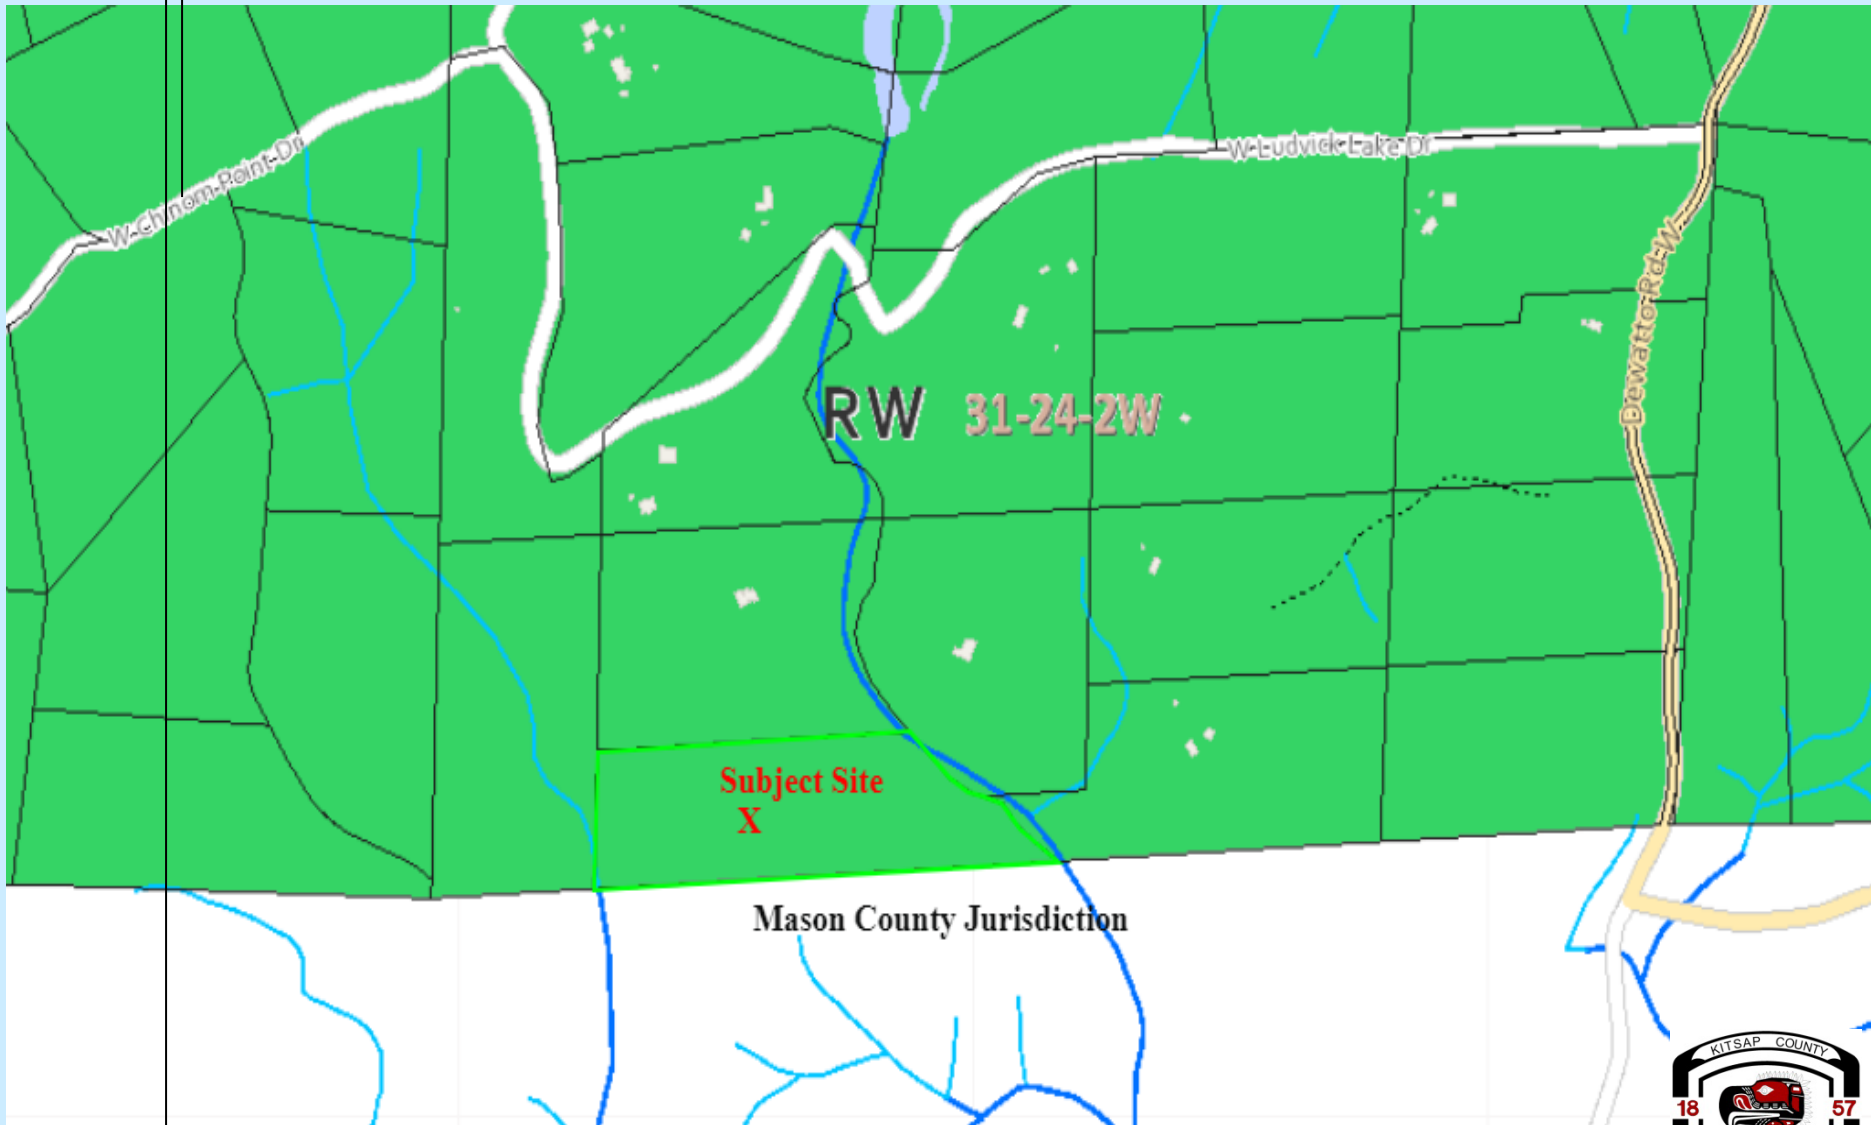 W Chinom Point Dr
W Ludvick Lake Dr
Dewatto Rd W
RW
31-24-2W
Subject Site
X
Mason County Jurisdiction
KITSAP COUNTY
18 57